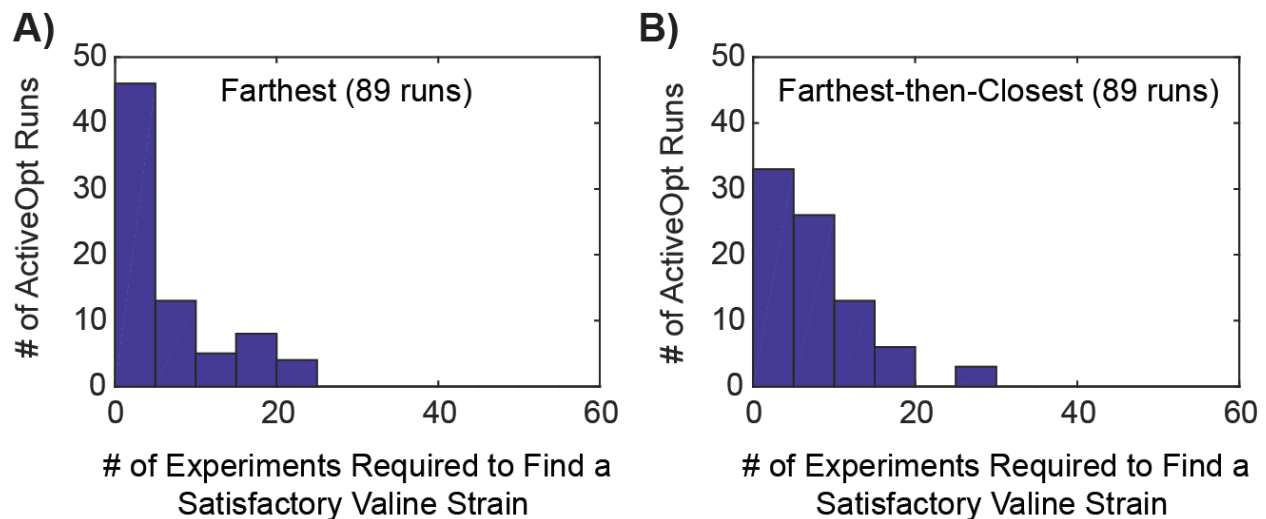 A)
50
40
30
20
10
0
# of ActiveOpt Runs
Farthest (89 runs)
0 20 40 60
# of Experiments Required to Find a
Satisfactory Valine Strain
B)
50
40
30
20
10
0
# of ActiveOpt Runs
Farthest-then-Closest (89 runs)
0 20 40 60
# of Experiments Required to Find a
Satisfactory Valine Strain